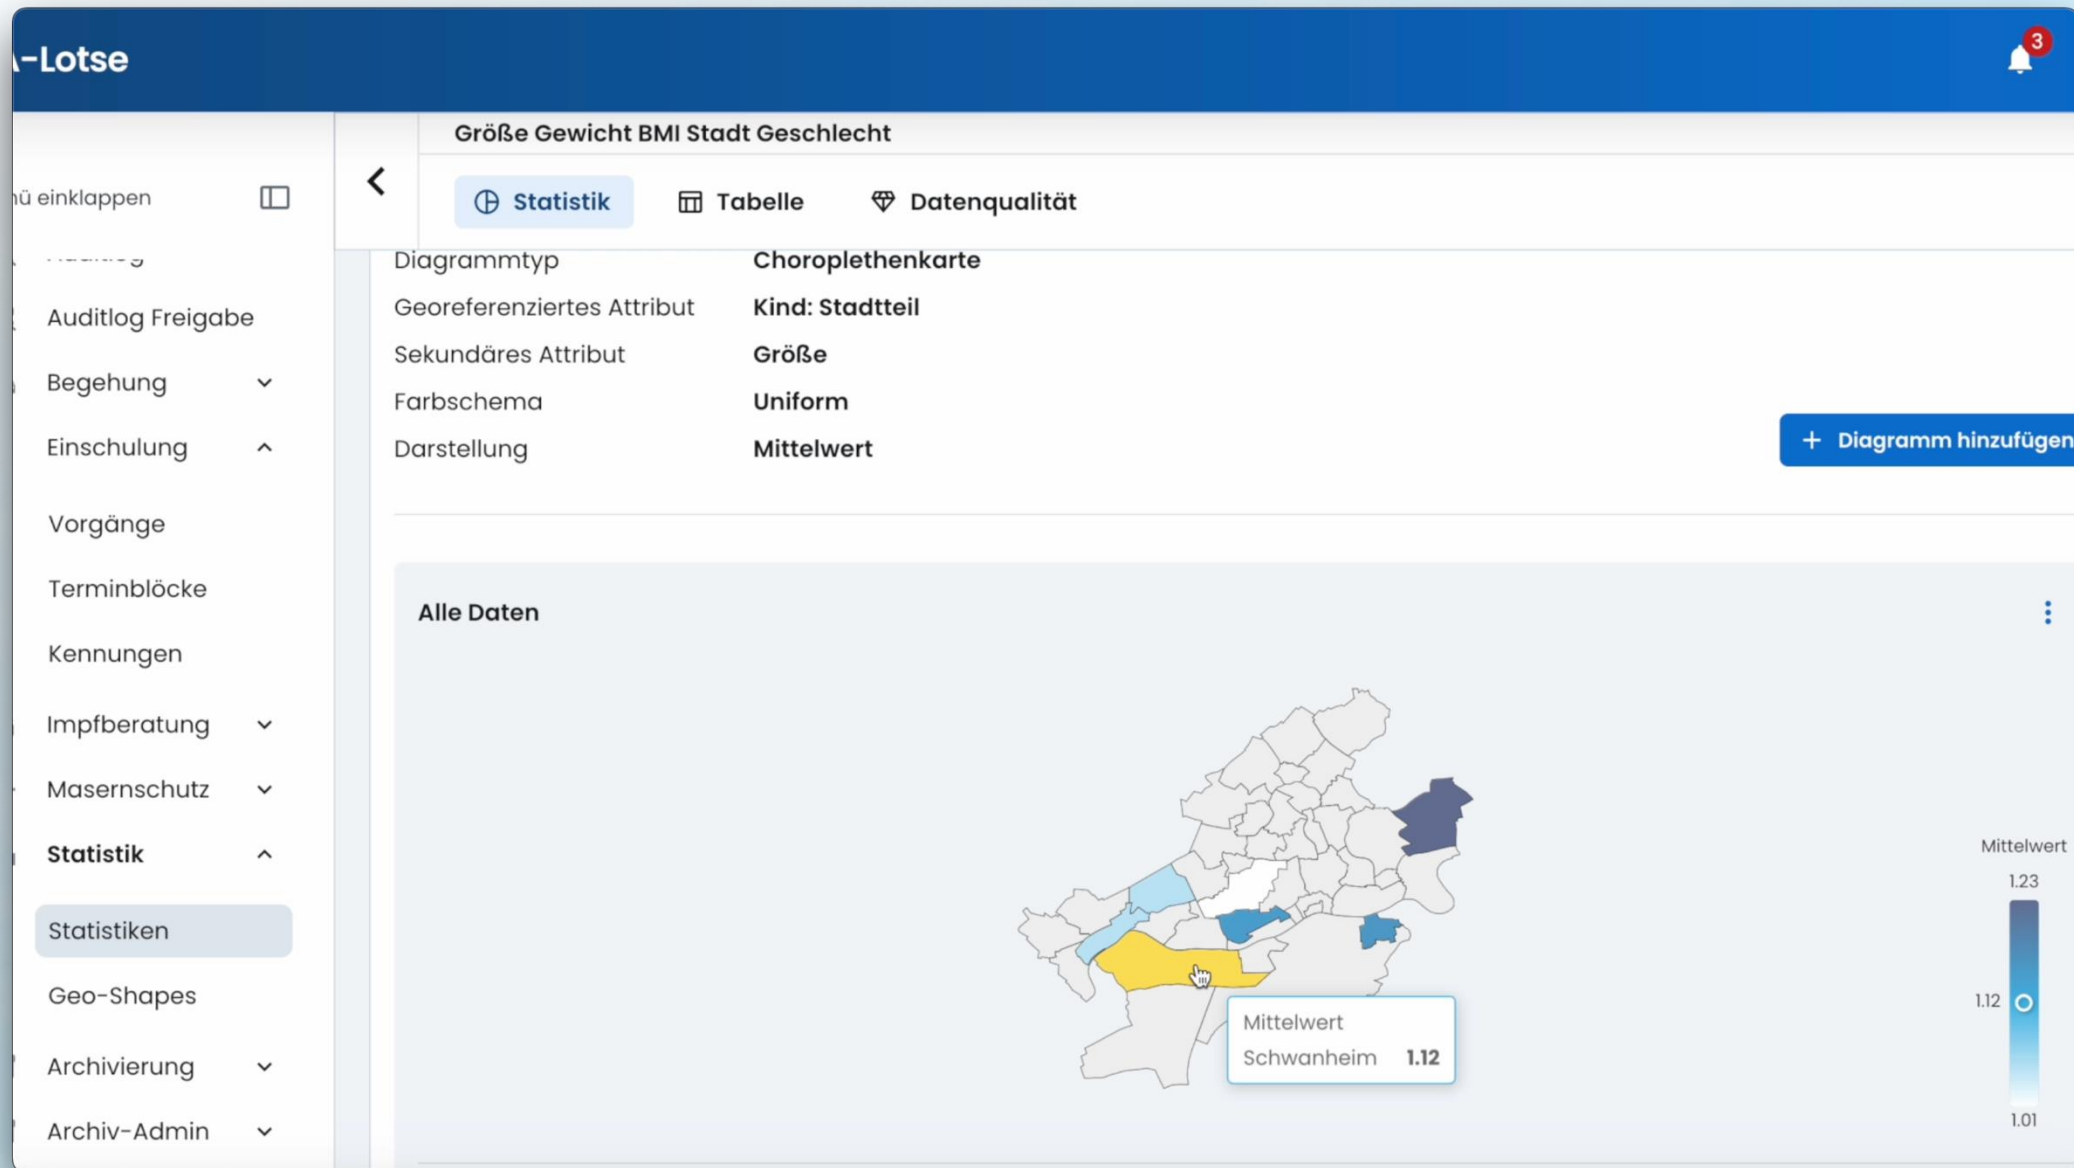 -Lotse
3
Größe Gewicht BMI Stadt Geschlecht
einklappen
Statistik
Tabelle
Datenqualität
Auditlog Freigabe
Begehung
Einschulung
Vorgänge
Terminblöcke
Kennungen
Impfberatung
Masernschutz
Statistik
Statistiken
Geo-Shapes
Archivierung
Archiv-Admin
Diagrammtyp Choroplethenkarte
Georeferenziertes Attribut Kind: Stadtteil
Sekundäres Attribut Größe
Farbschema Uniform
Darstellung Mittelwert
+ Diagramm hinzufügen
Alle Daten
Mittelwert
Schwanheim 1.12
Mittelwert
1.23
1.12
1.01